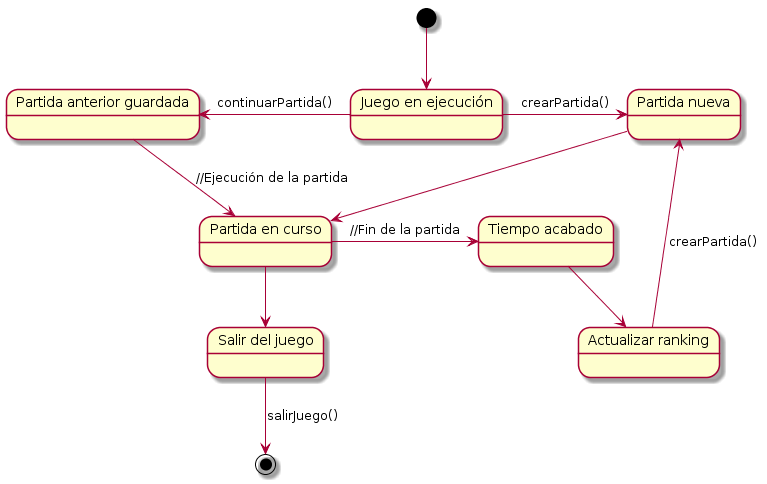 Partida anterior guardada
continuarPartida()
Juego en ejecución
crearPartida()
Partida nueva
//Ejecución de la partida
Partida en curso
//Fin de la partida
Tiempo acabado
crearPartida()
Salir del juego
Actualizar ranking
salirJuego()